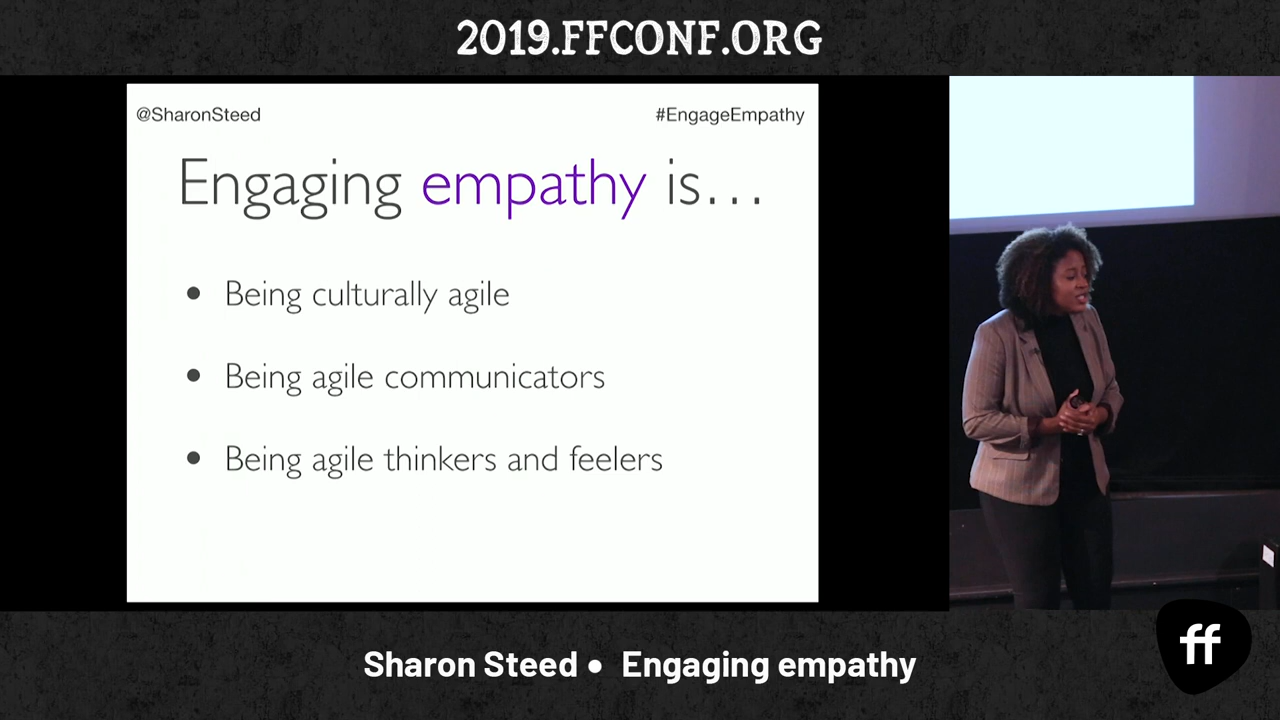 2019.FFCONF.ORG
@SharonSteed
#EngageEmpathy
Engaging empathy is…
• Being culturally agile
• Being agile communicators
• Being agile thinkers and feelers
Sharon Steed • Engaging empathy
ff